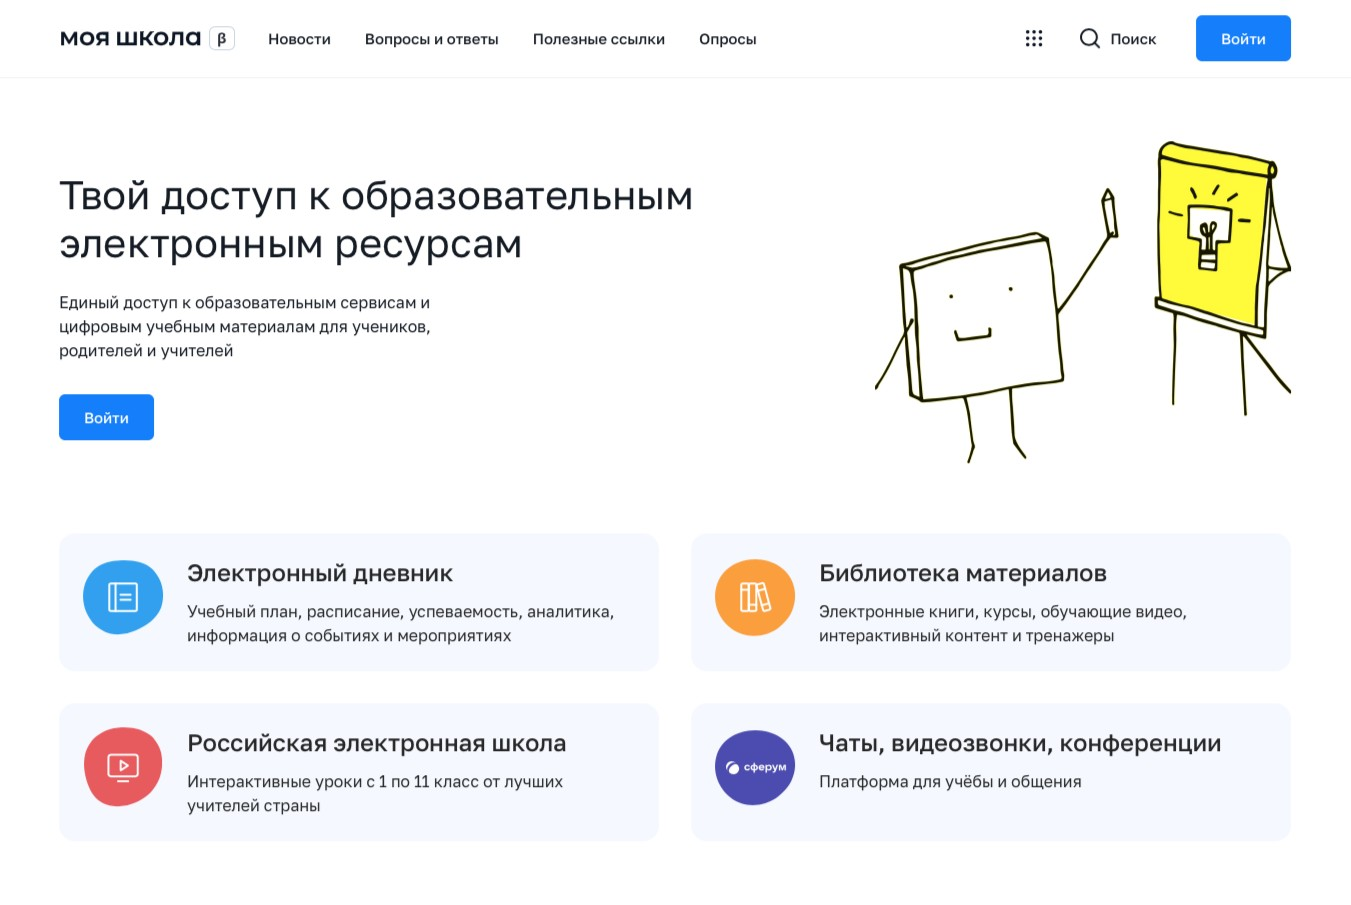 моя школа β
Новости
Вопросы и ответы
Полезные ссылки
Опросы
Поиск
Войти
Твой доступ к образовательным
электронным ресурсам
Единый доступ к образовательным сервисам и
цифровым учебным материалам для учеников,
родителей и учителей
Войти
Электронный дневник
Учебный план, расписание, успеваемость, аналитика,
информация о событиях и мероприятиях
Библиотека материалов
Электронные книги, курсы, обучающие видео,
интерактивный контент и тренажеры
Российская электронная школа
Интерактивные уроки с 1 по 11 класс от лучших
учителей страны
сферум
Чаты, видеозвонки, конференции
Платформа для учёбы и общения